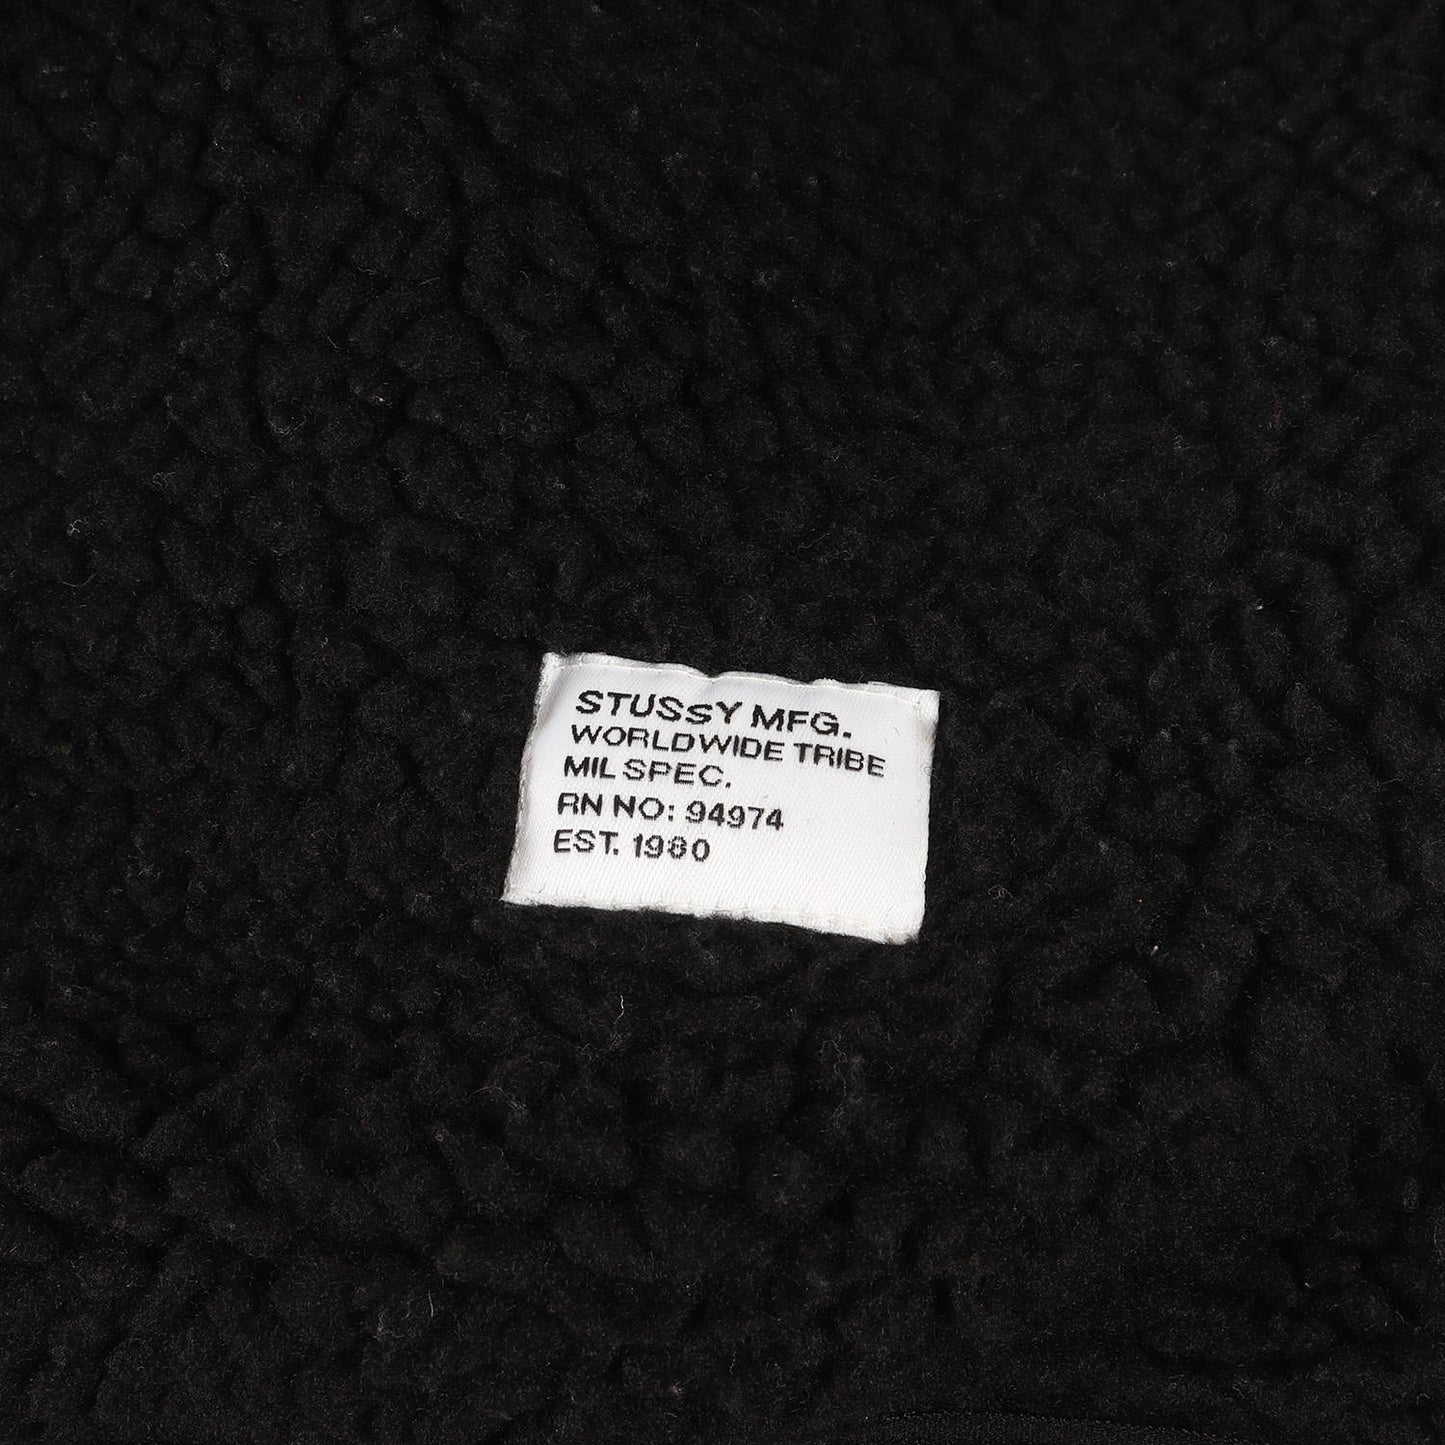 STUSSY MFG.
WORLDWIDE TRIBE
MIL SPEC.
RN NO: 94974
EST. 1980